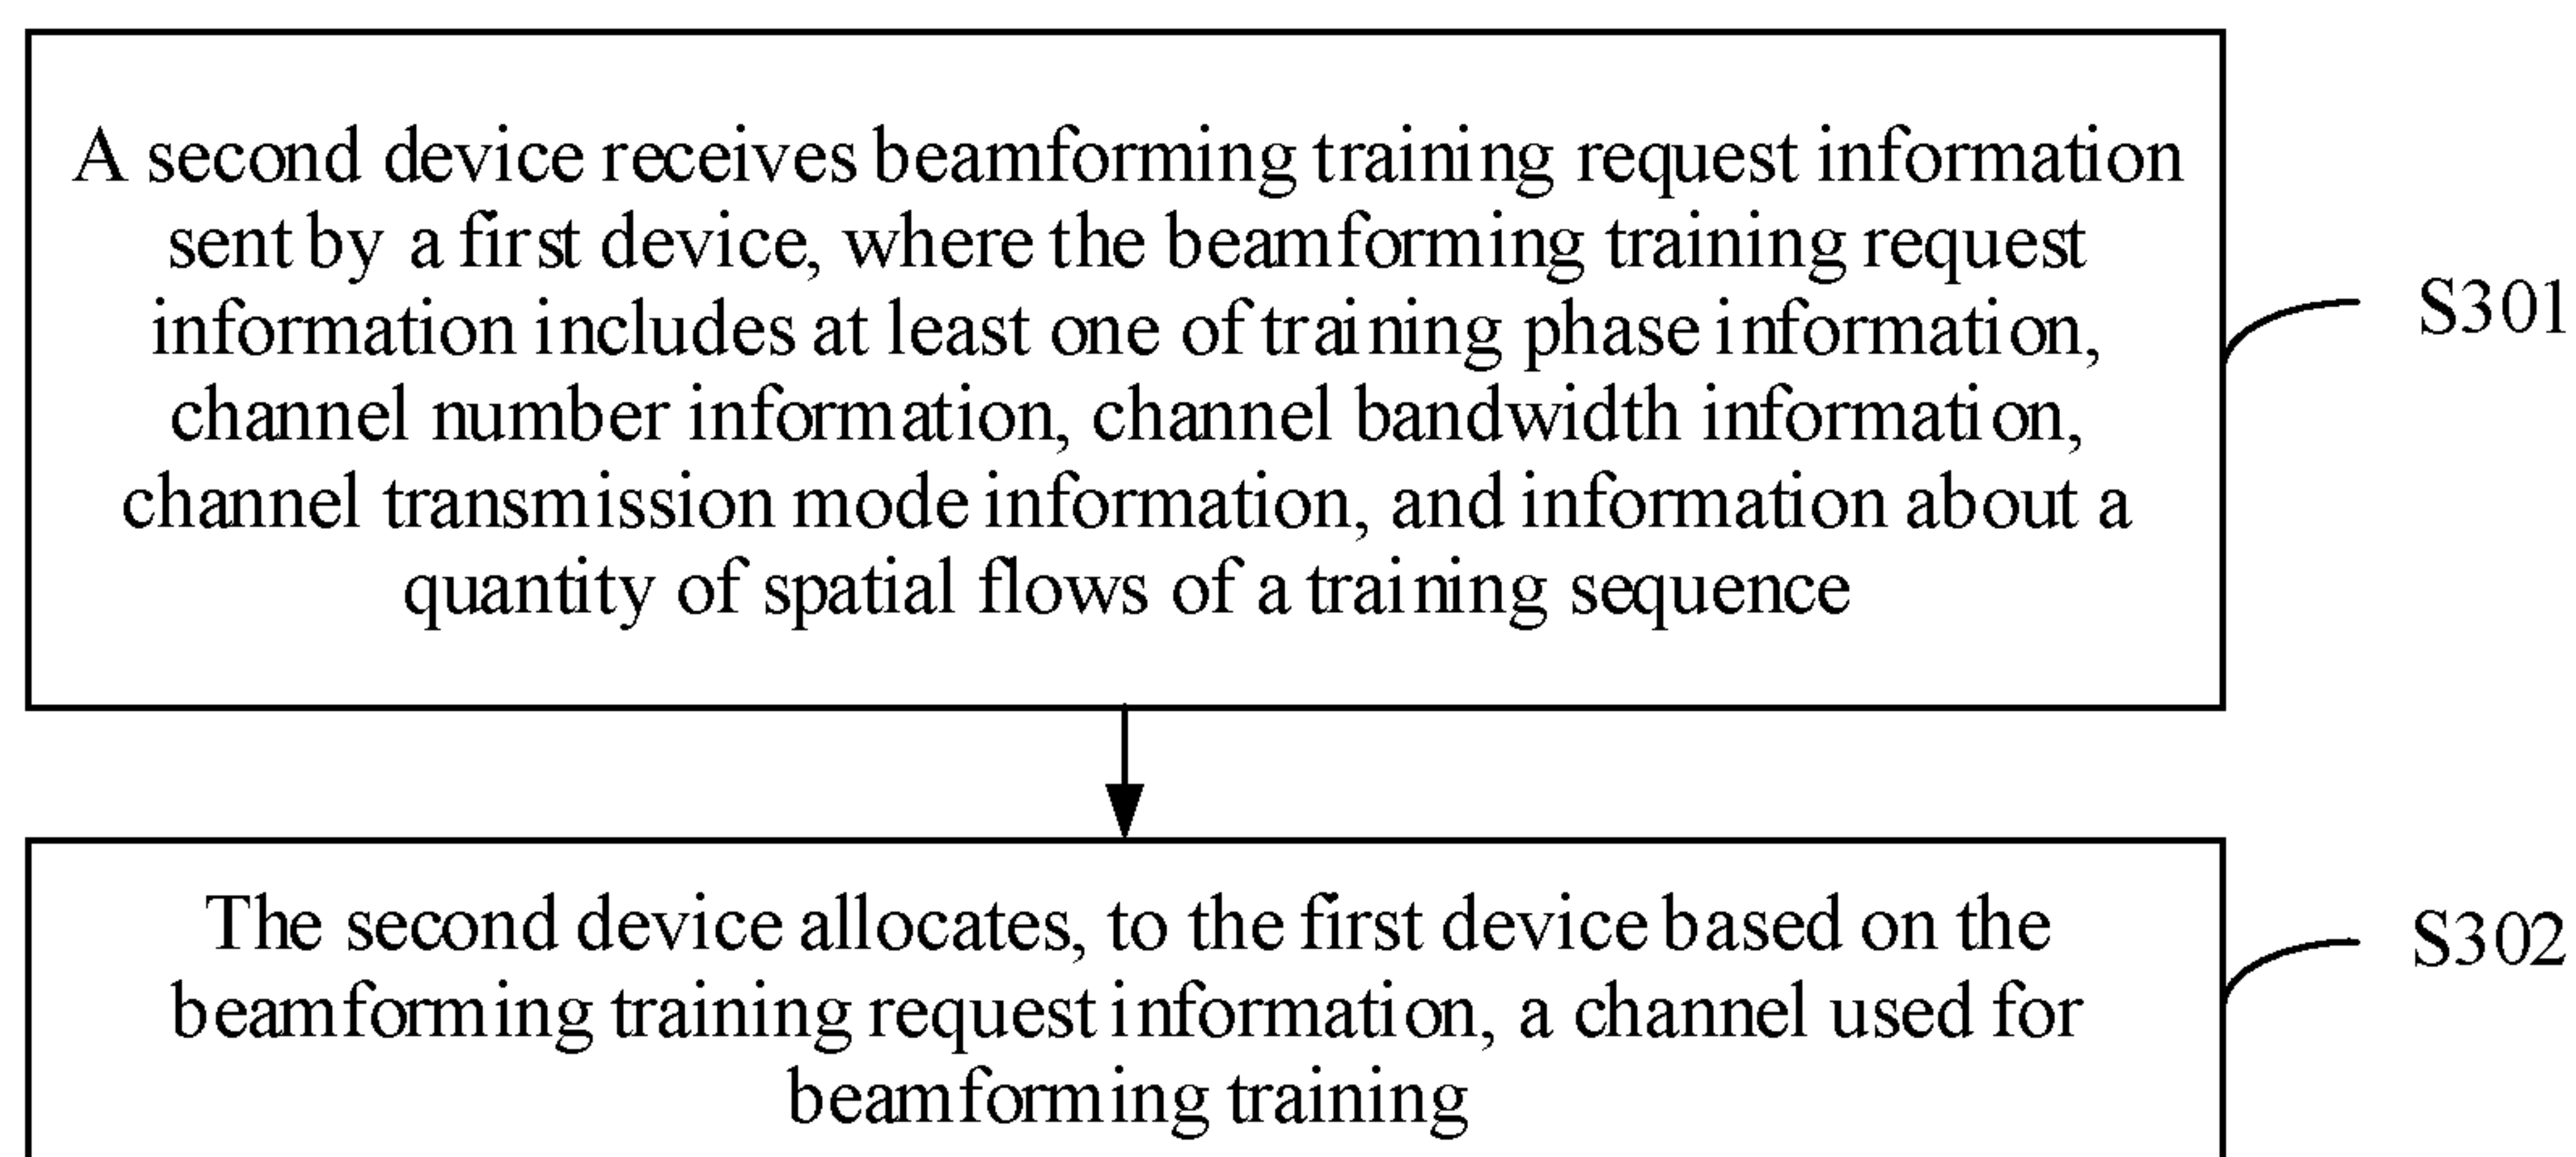 A second device receives beamforming training request information
sent by a first device, where the beamforming training request
information includes at least one of training phase information,
channel number information, channel bandwidth information,
channel transmission mode information, and information about a
quantity of spatial flows of a training sequence
S301
The second device allocates, to the first device based on the
beamforming training request information, a channel used for
beamforming training
S302